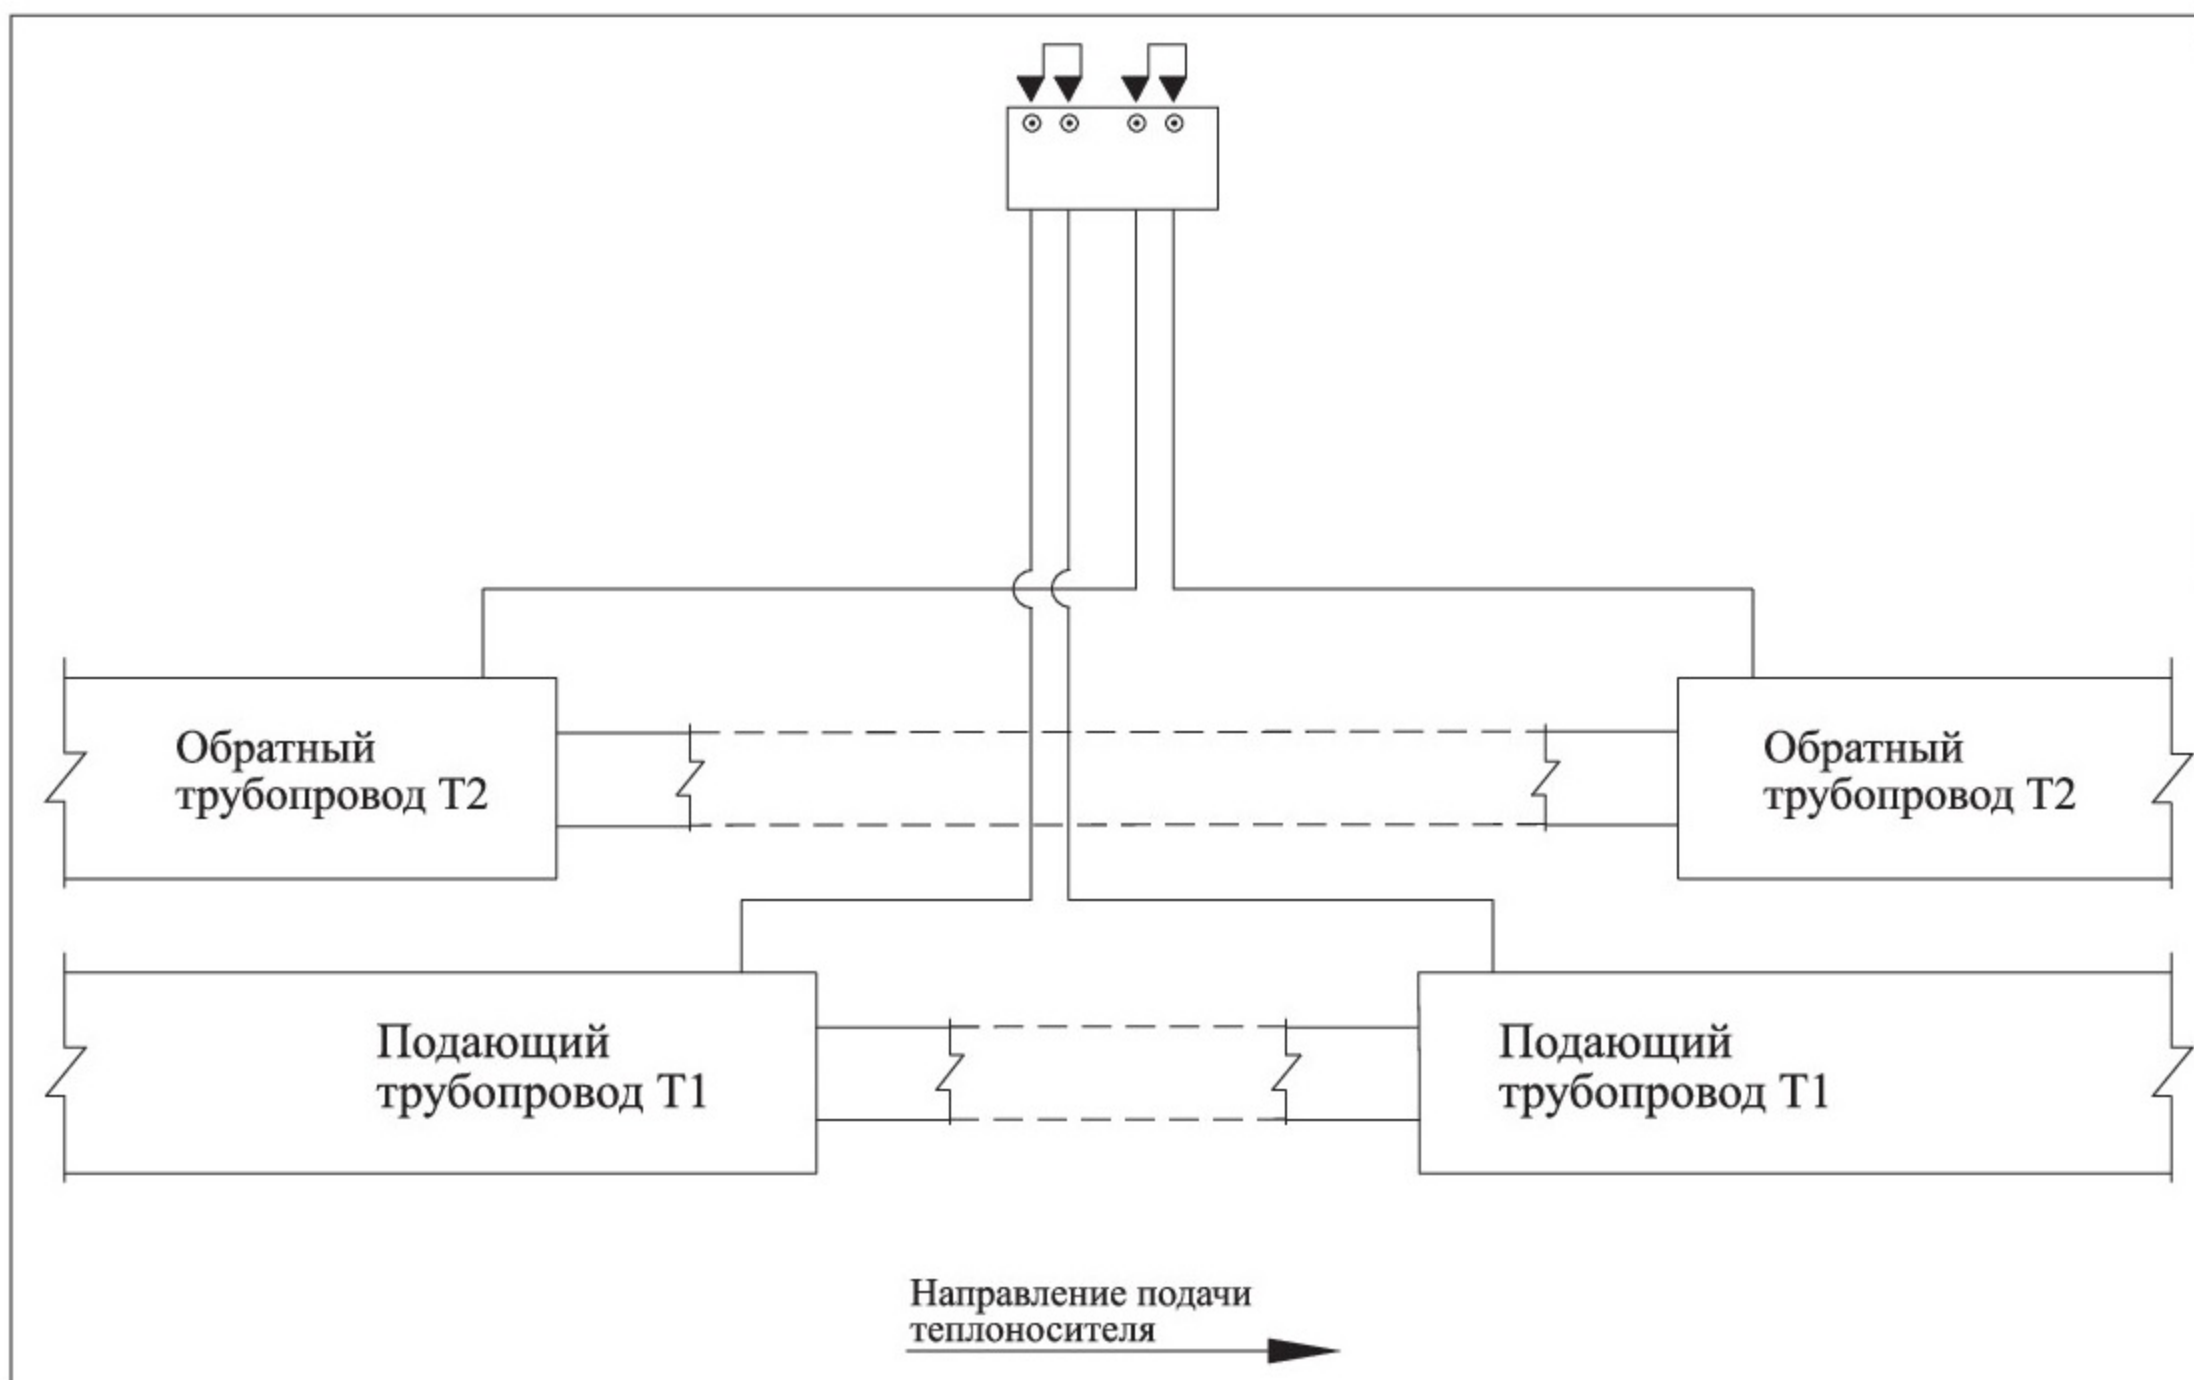 Обратный
трубопровод Т2
Обратный
трубопровод Т2
Подающий
трубопровод Т1
Подающий
трубопровод Т1
Направление подачи
теплоносителя